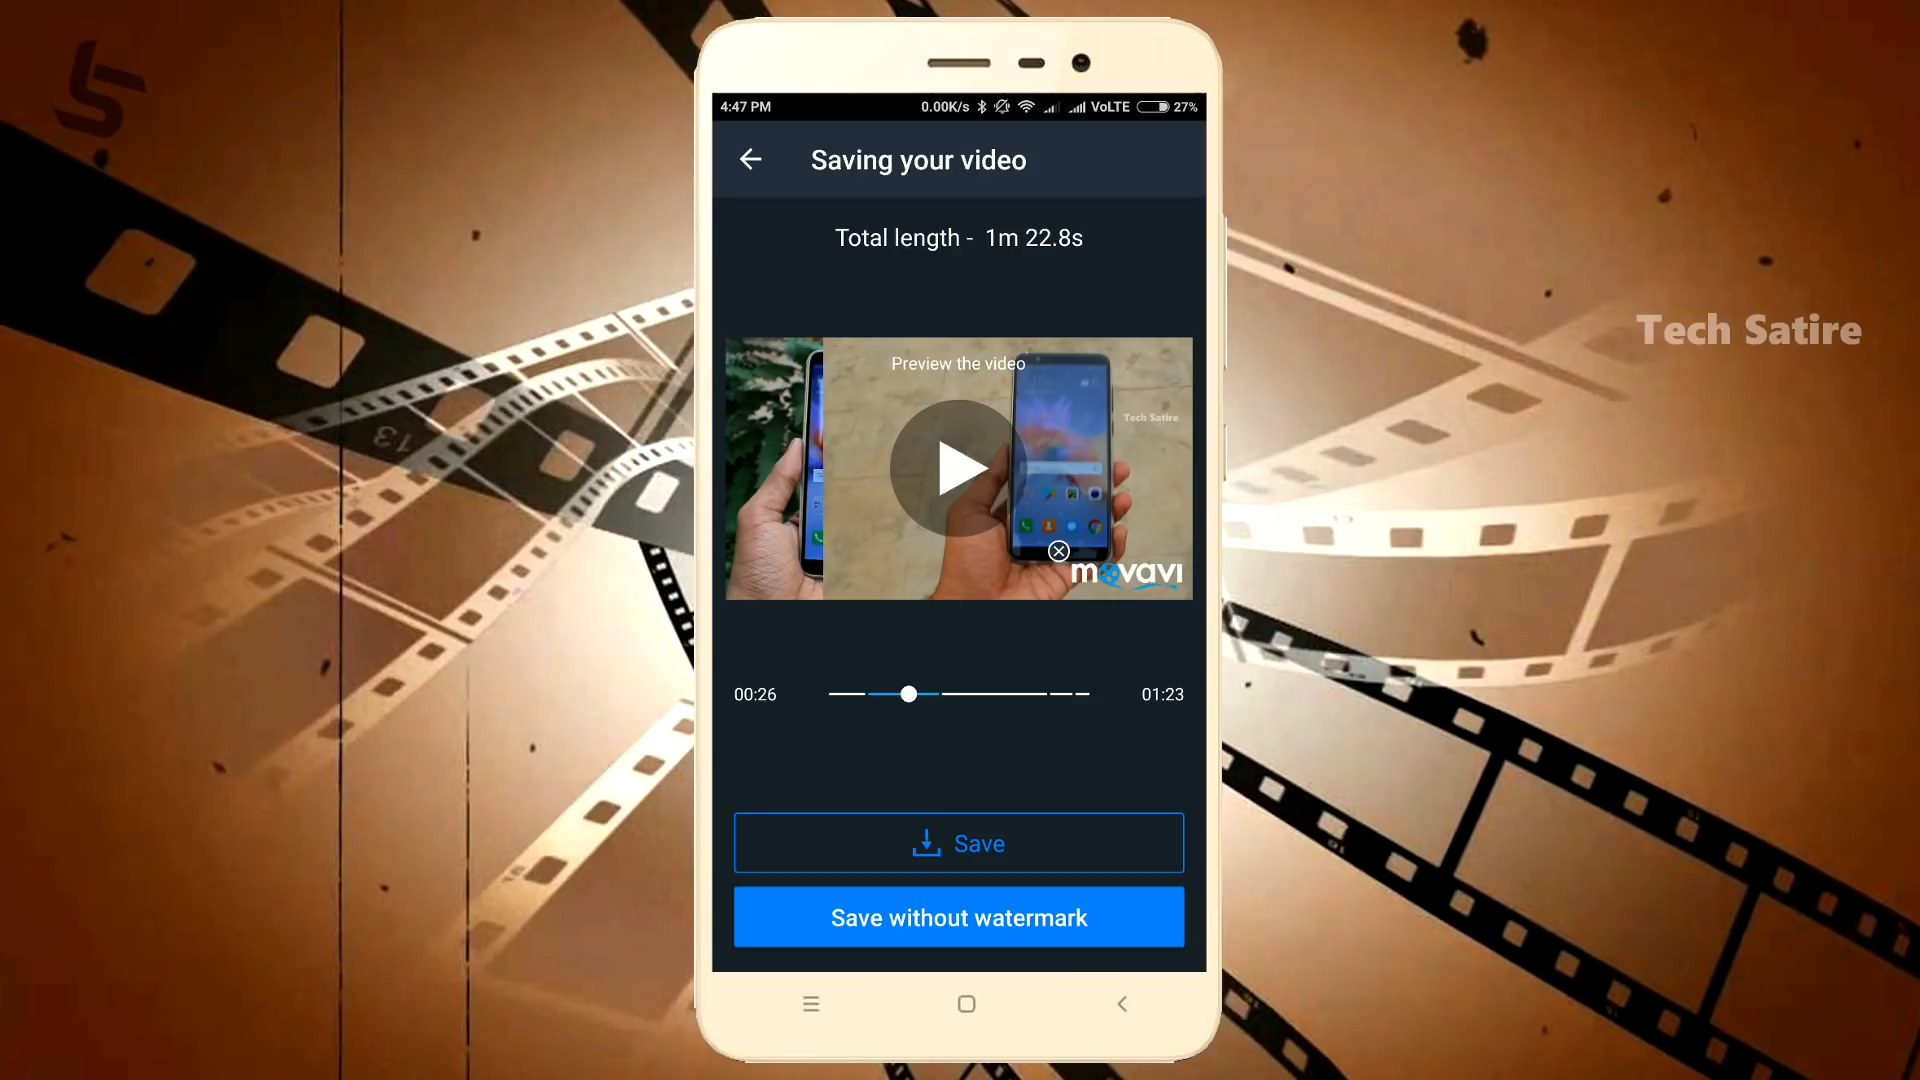 4:47 PM 0.00K/s VoLTE 27%
Saving your video
Total length - 1m 22.8s
Tech Satire
Preview the video
Tech Satire
movavi
00:26 01:23
Save
Save without watermark
13